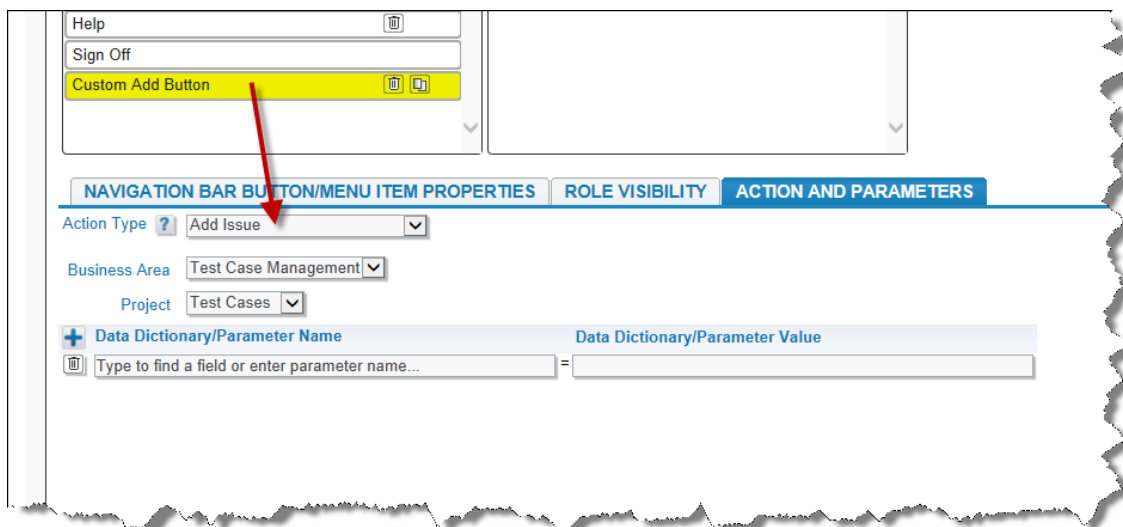 Help
Sign Off
Custom Add Button
NAVIGATION BAR BUTTON/MENU ITEM PROPERTIES ROLE VISIBILITY ACTION AND PARAMETERS
Action Type ? Add Issue
Business Area Test Case Management
Project Test Cases
Data Dictionary/Parameter Name Data Dictionary/Parameter Value
Type to find a field or enter parameter name... =